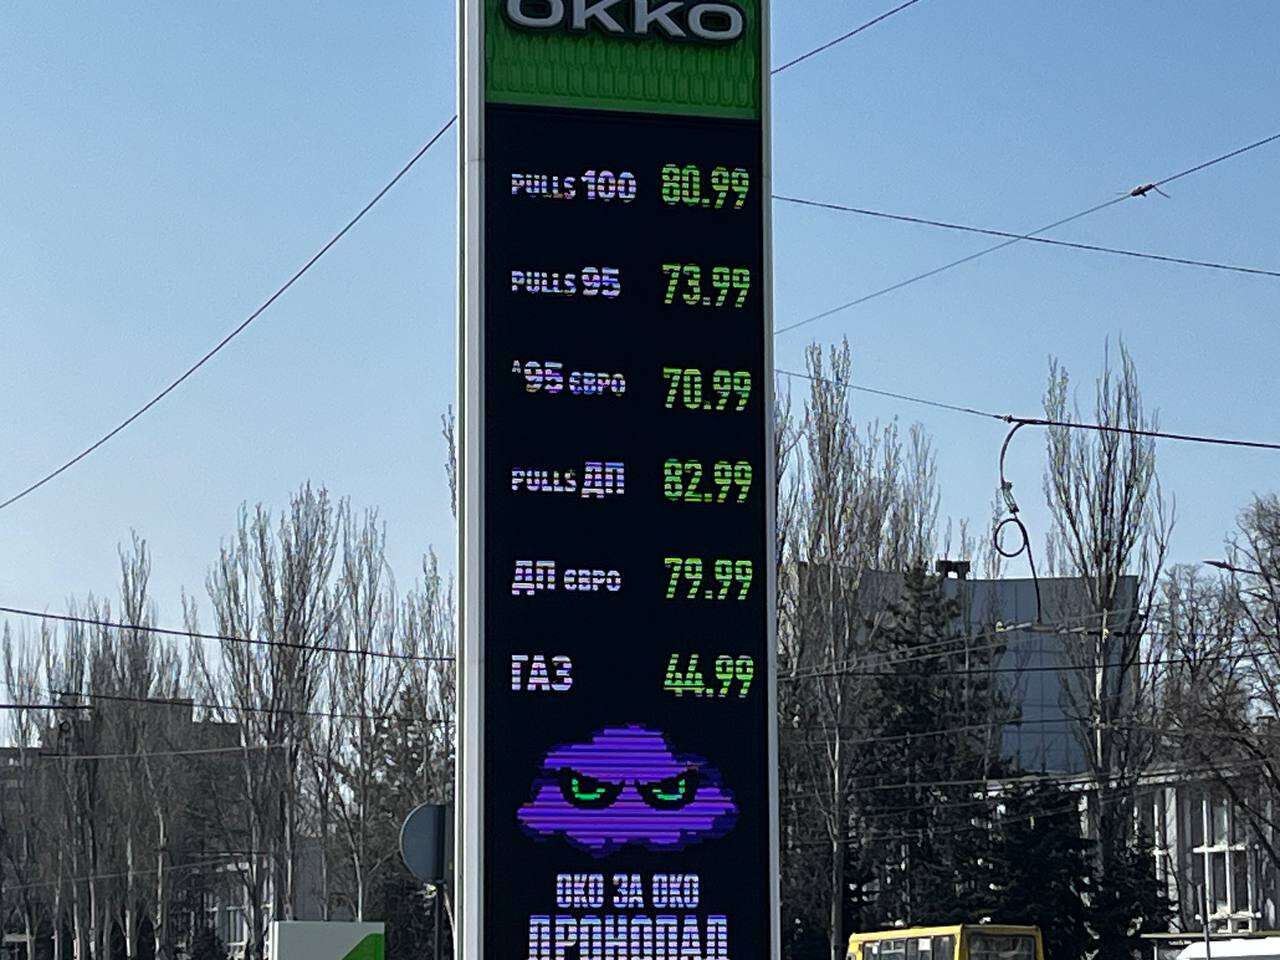 OKKO
PULLS 100 80.99
PULLS 95 73.99
А95 ЄВРО 70.99
PULLS ДП 82.99
ДП ЄВРО 79.99
ГАЗ 44.99
ОКО ЗА ОКО
ДРОНОПАД